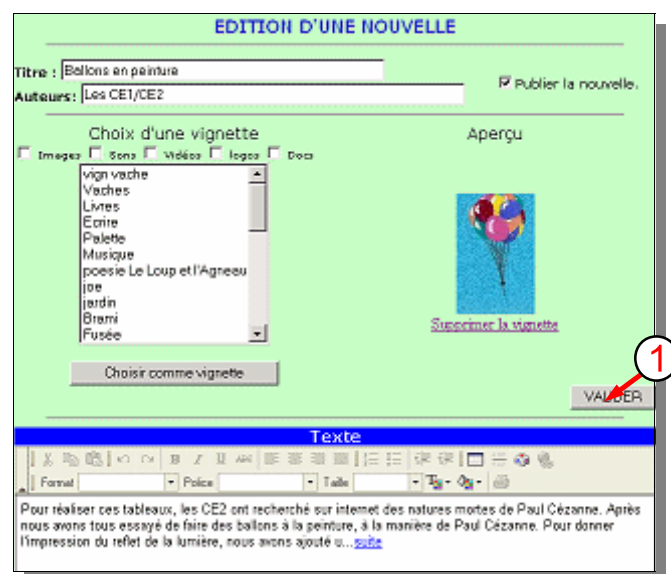 EDITION D'UNE NOUVELLE
Titre : Ballons en peinture
Publier la nouvelle.
Auteurs: Les CE1/CE2
Choix d'une vignette
Aperçu
Images Sons Vidéos logos Docs
vign vache
Vaches
Livres
Ecrire
Palette
Musique
poesie Le Loup et l'Agneau
joe
jardin
Brami
Fusée
Supprimer la vignette
Choisir comme vignette
1
VALIDER
Texte
Format Police Taille
Pour réaliser ces tableaux, les CE2 ont recherché sur internet des natures mortes de Paul Cézanne. Après
nous avons tous essayé de faire des ballons à la peinture, à la manière de Paul Cézanne. Pour donner
l'impression du reflet de la lumière, nous avons ajouté u...suite